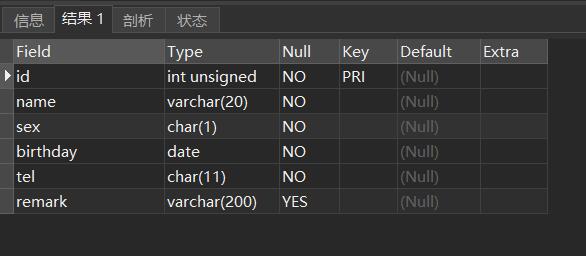 信息 结果 1 剖析 状态
Field Type Null Key Default Extra
id int unsigned NO PRI (Null)
name varchar(20) NO (Null)
sex char(1) NO (Null)
birthday date NO (Null)
tel char(11) NO (Null)
remark varchar(200) YES (Null)